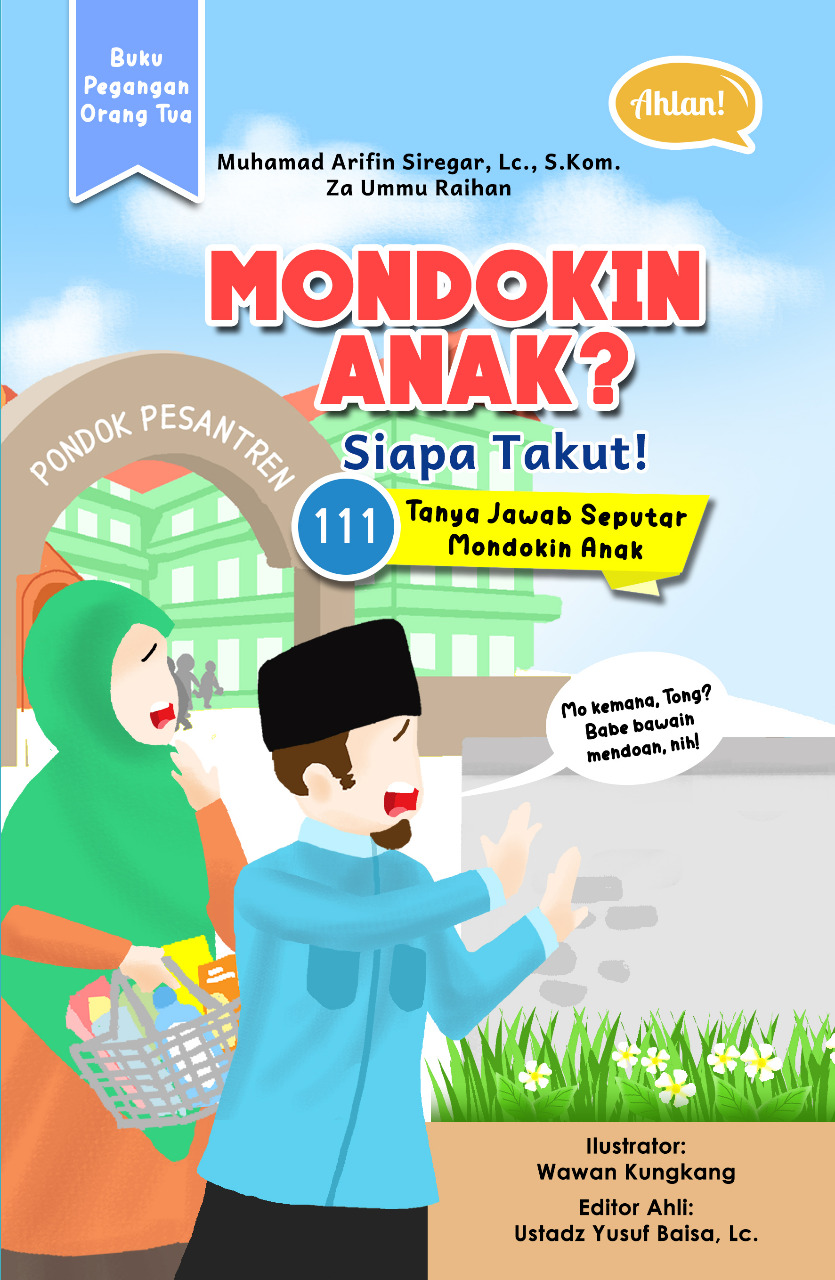 Buku
Pegangan
Orang Tua
Ahlan!
Muhamad Arifin Siregar, Lc., S.Kom.
Za Ummu Raihan
MONDOKIN
ANAK?
Siapa Takut!
111
Tanya Jawab Seputar
Mondokin Anak
PONDOK PESANTREN
Mo kemana, Tong?
Babe bawain
mendoan, nih!
Ilustrator:
Wawan Kungkang
Editor Ahli:
Ustadz Yusuf Baisa, Lc.